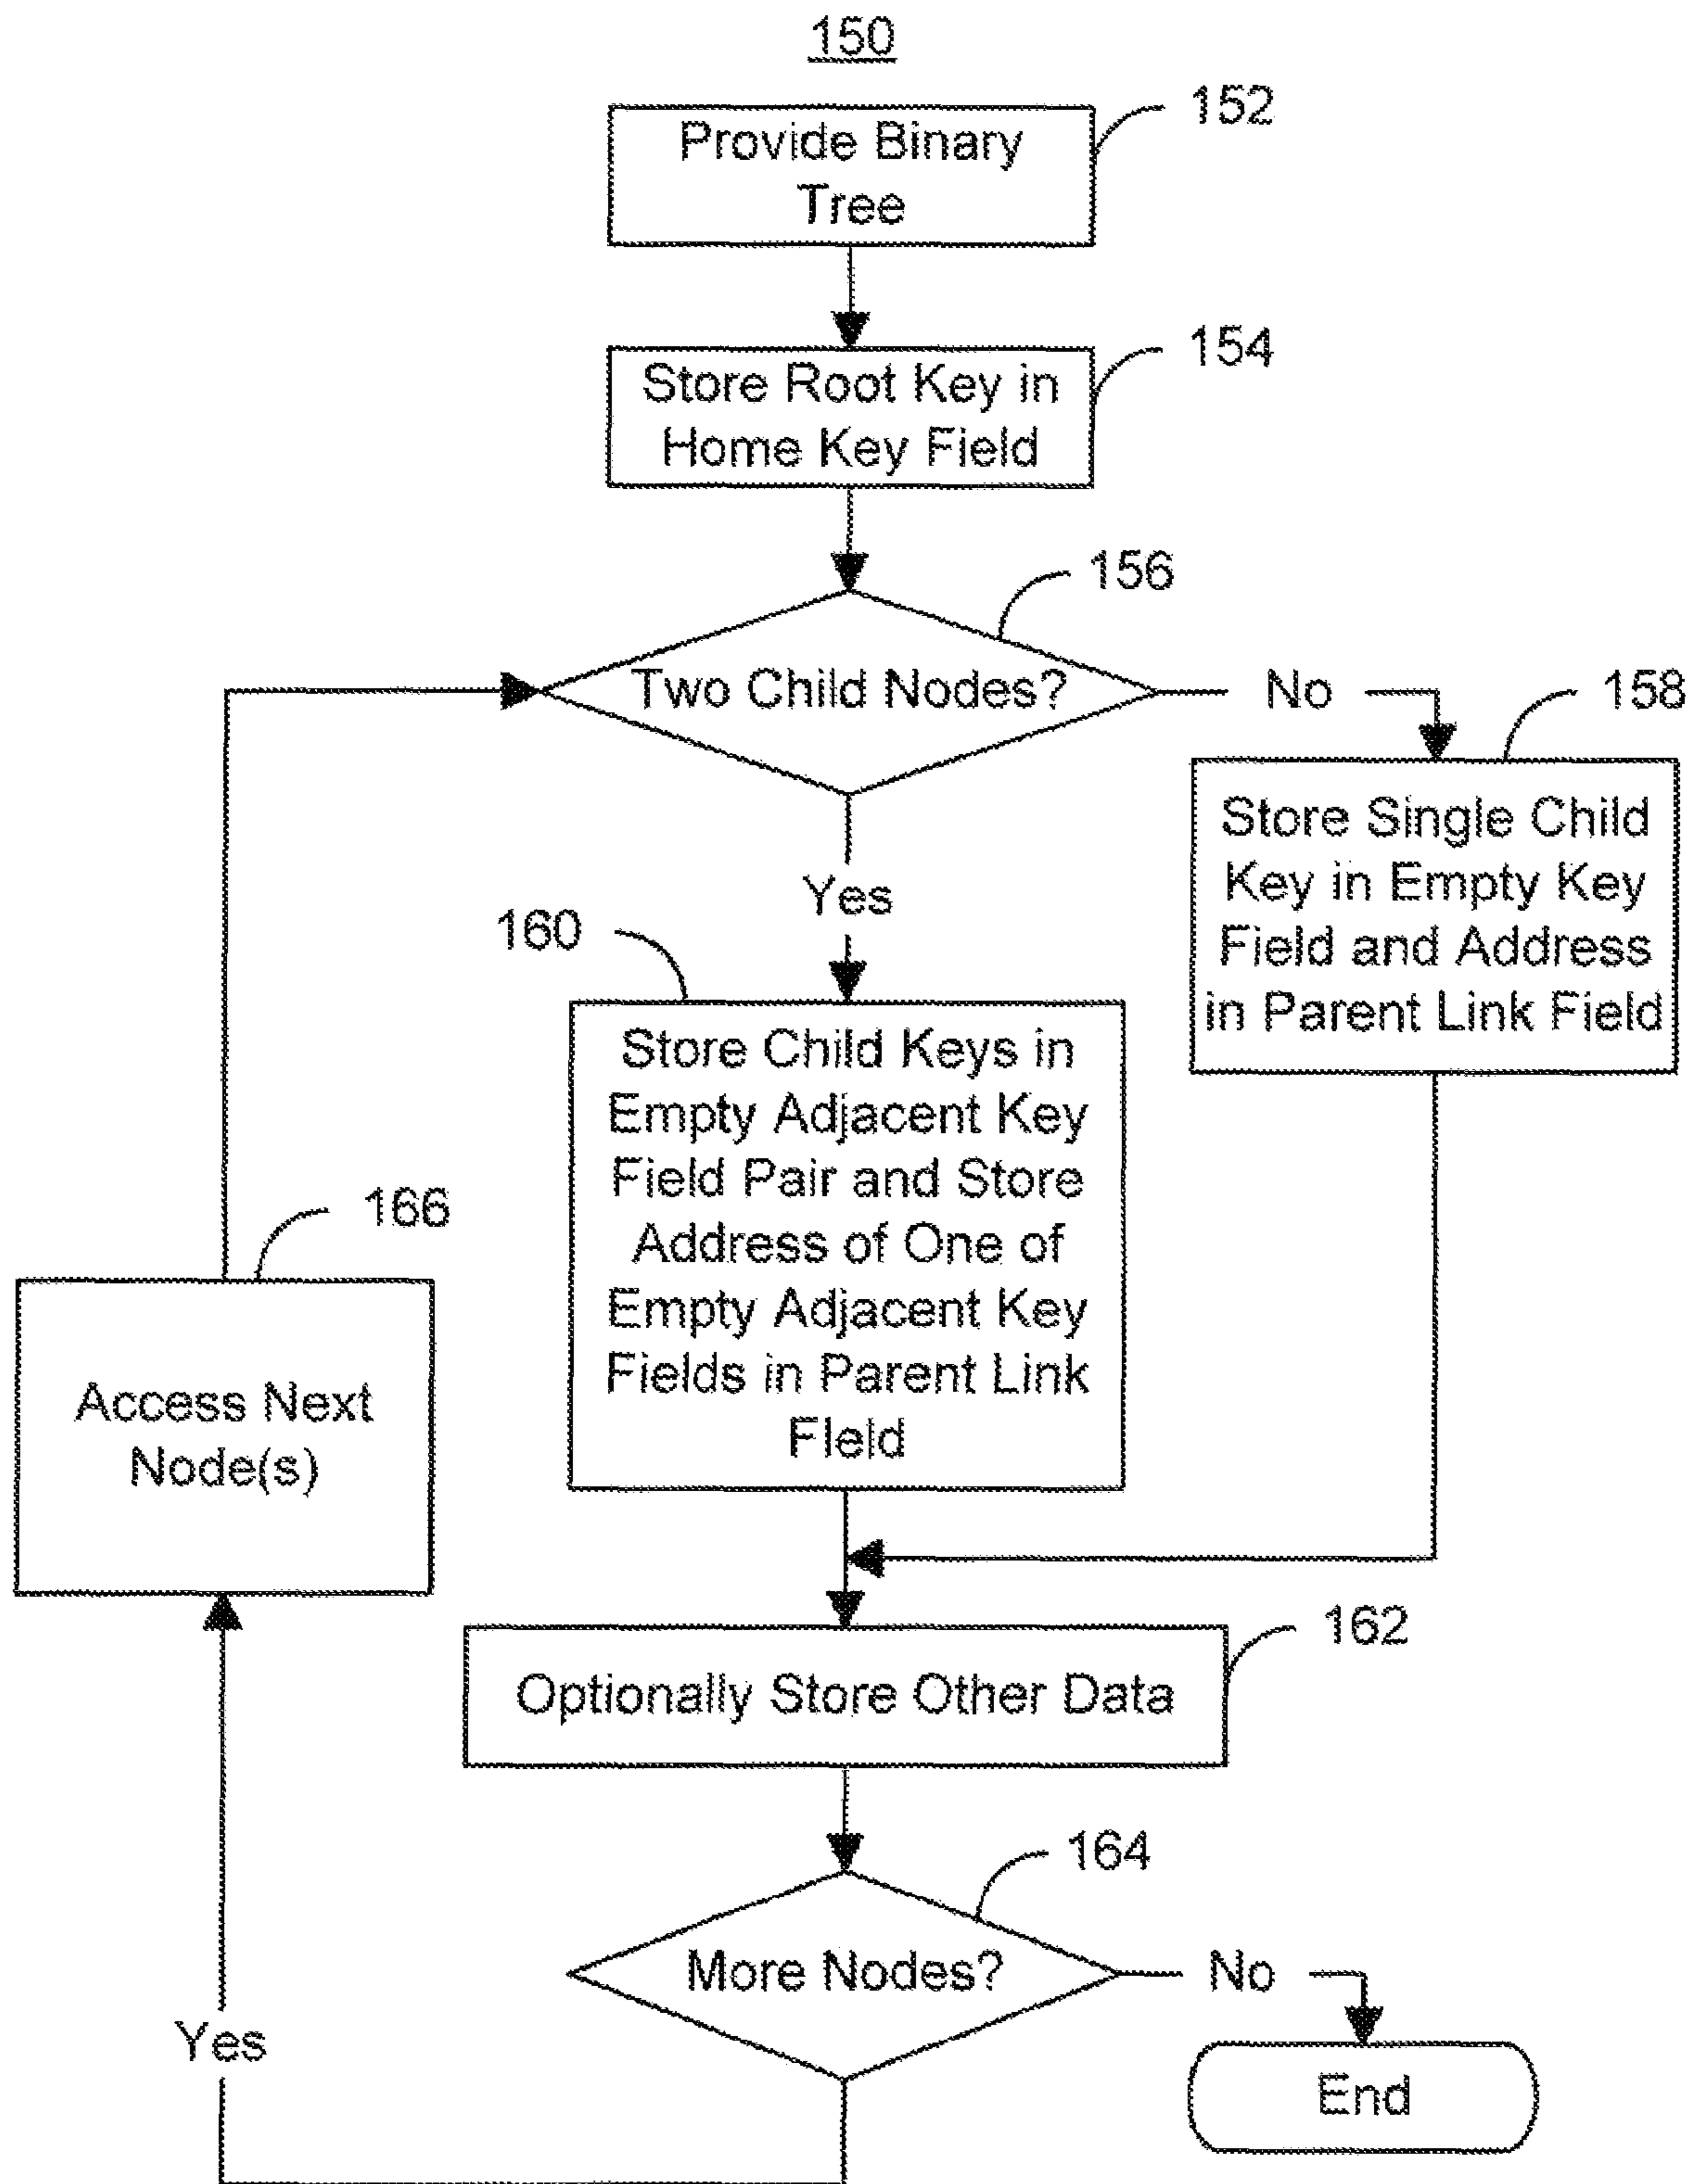 150
152
Provide Binary
Tree
154
Store Root Key in
Home Key Field
156
Two Child Nodes?
No
158
Store Single Child
Key in Empty Key
Field and Address
in Parent Link Field
Yes
160
Store Child Keys in
Empty Adjacent Key
Field Pair and Store
Address of One of
Empty Adjacent Key
Fields in Parent Link
FIeld
166
Access Next
Node(s)
162
Optionally Store Other Data
164
More Nodes?
No
Yes
End